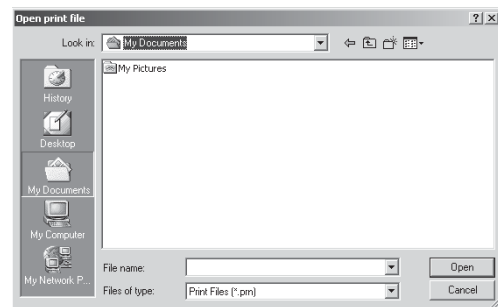 Open print file
Look in: My Documents
My Pictures
History
Desktop
My Documents
My Computer
My Network P...
File name:
Open
Files of type: Print Files (*.prn)
Cancel